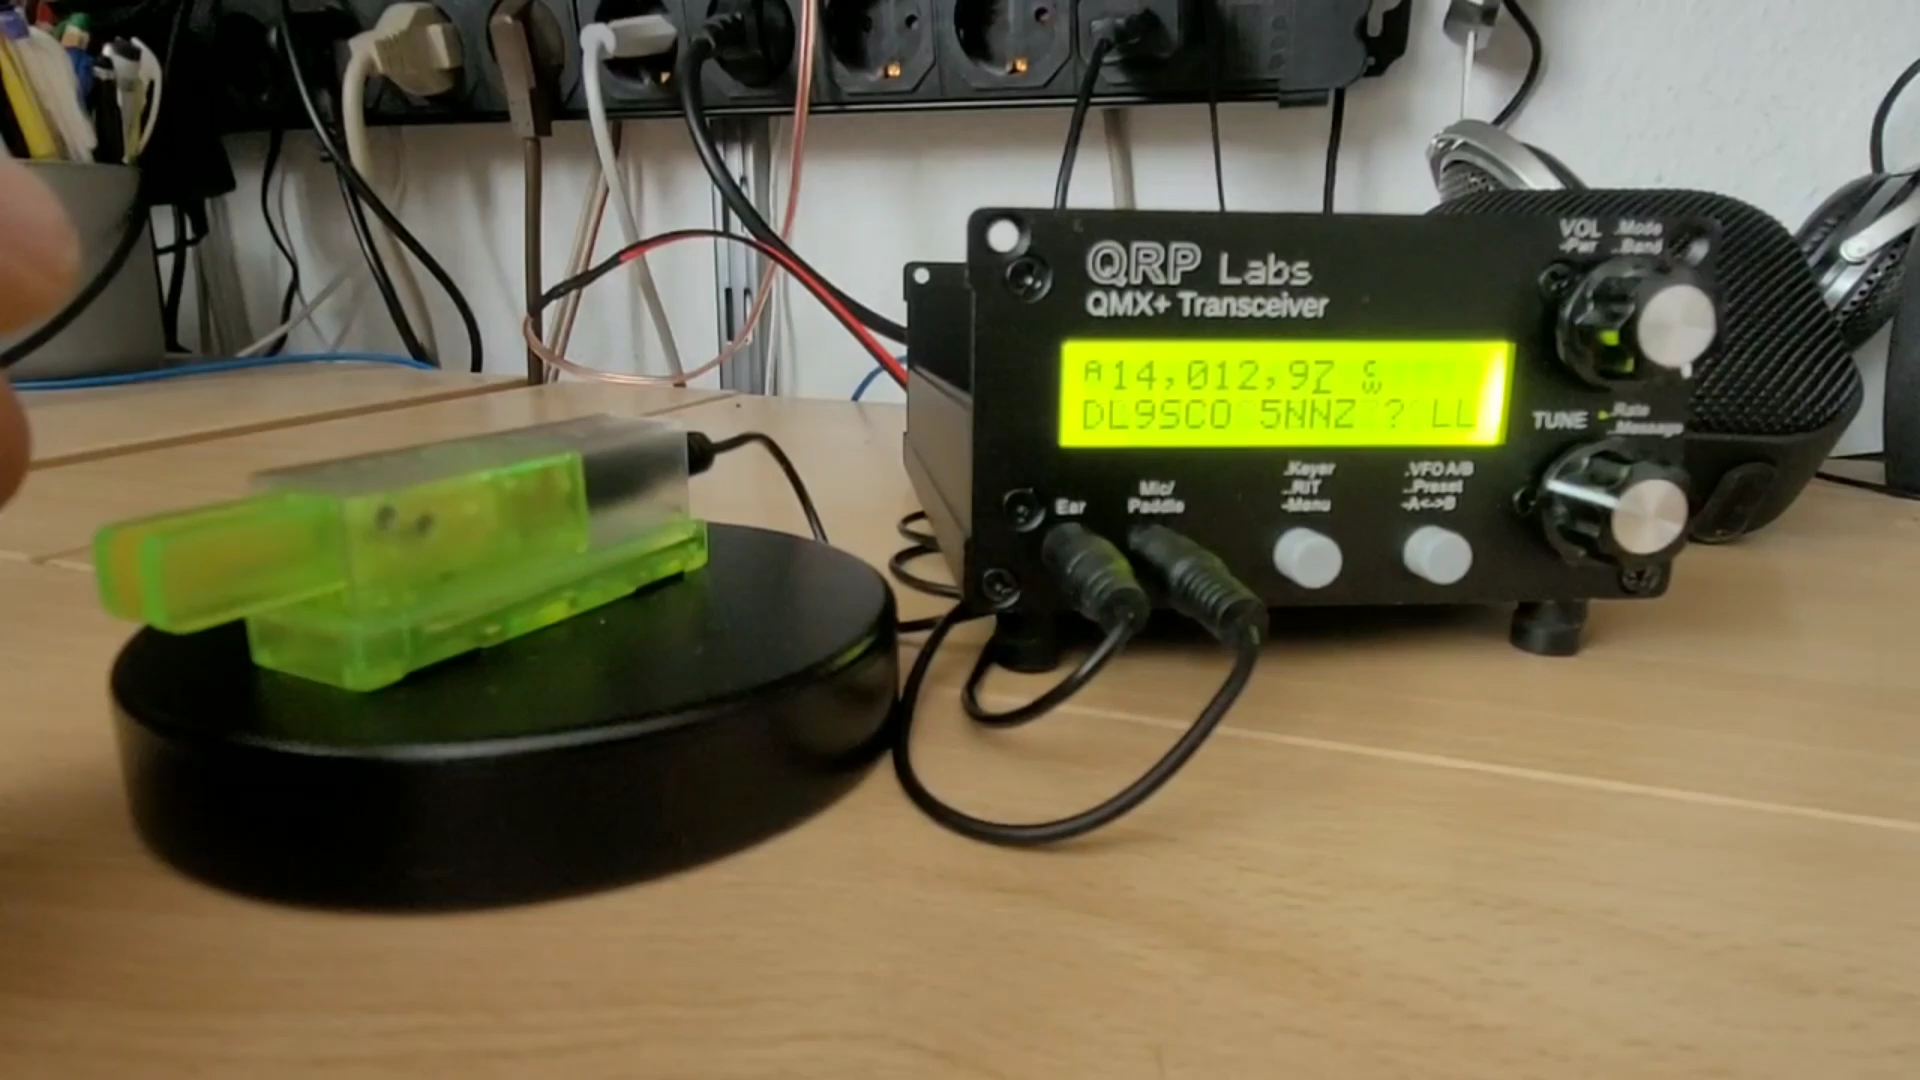 QRP Labs
QMX+ Transceiver
A14,012,97 CW
DL9SCO 5NNZ ? LL
VOL .Mode
-Pwr ..Band
TUNE .Rate
..Message
Ear
Mic/
Paddle
.Keyer
..RIT
-Menu
.VFO A/B
..Preset
-A<->B